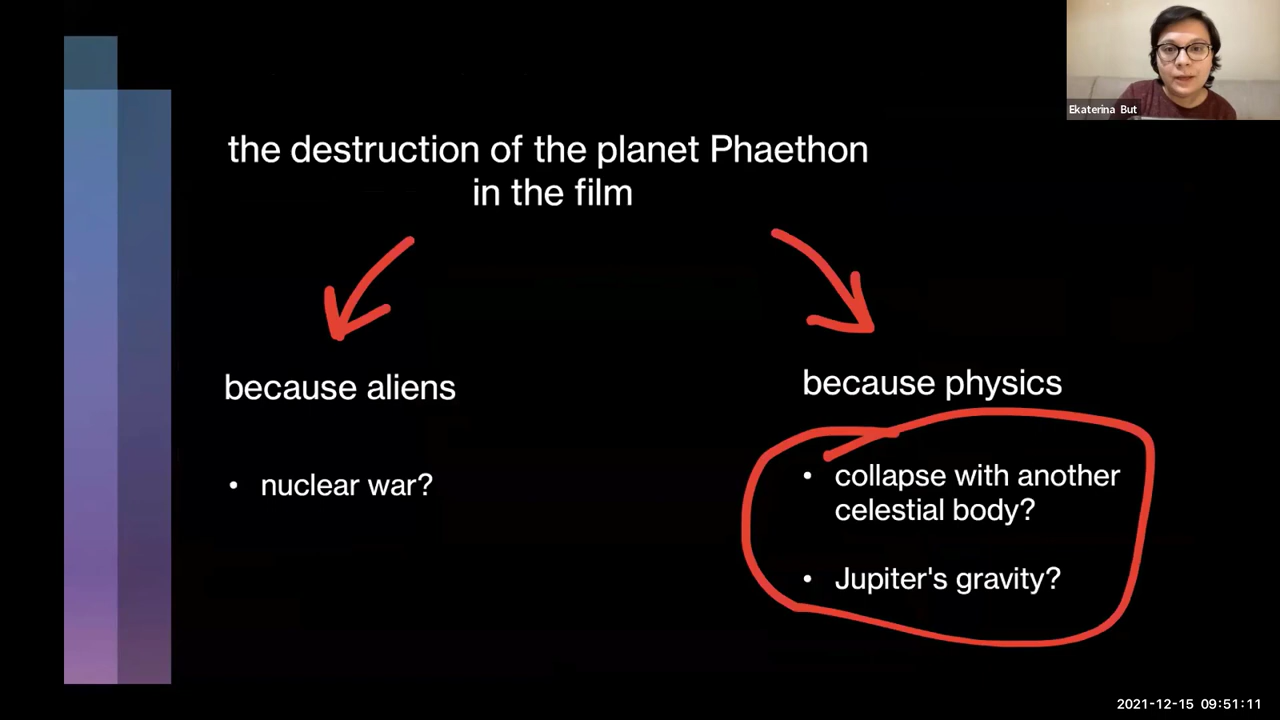 Ekaterina But
the destruction of the planet Phaethon
in the film
because aliens
• nuclear war?
because physics
• collapse with another
celestial body?
• Jupiter's gravity?
2021-12-15 09:51:11